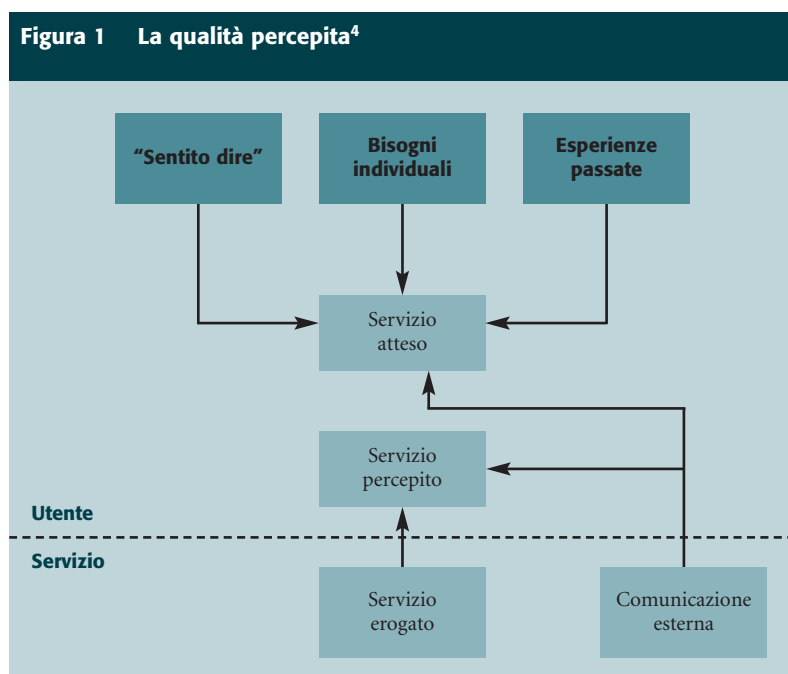 Figura 1 La qualità percepita4
"Sentito dire"
Bisogni
individuali
Esperienze
passate
Servizio
atteso
Servizio
percepito
Utente
Servizio
Servizio
erogato
Comunicazione
esterna